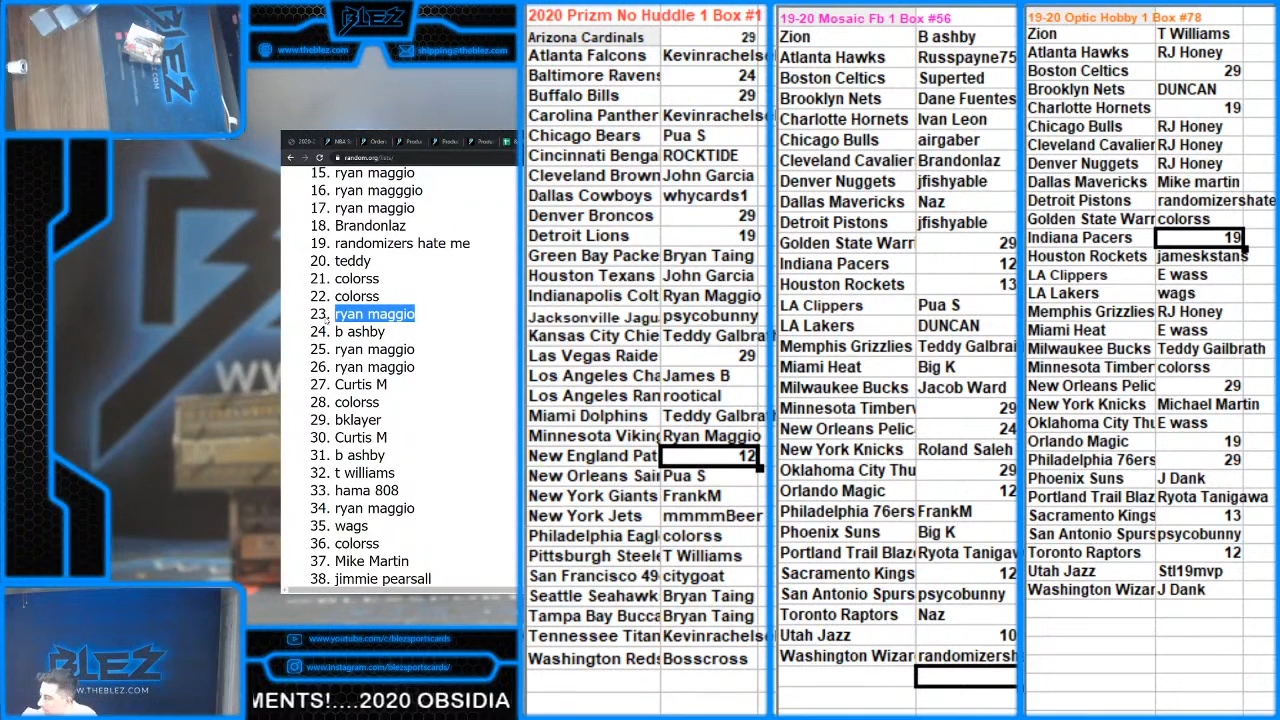 BLEZ
www.theblez.com
shipping@theblez.com
BLEZ
random.org/lists/
15. ryan maggio
16. ryan magggio
17. ryan maggio
18. Brandonlaz
19. randomizers hate me
20. teddy
21. colorss
22. colorss
23. ryan maggio
24. b ashby
25. ryan maggio
26. ryan maggio
27. Curtis M
28. colorss
29. bklayer
30. Curtis M
31. b ashby
32. t williams
33. hama 808
34. ryan maggio
35. wags
36. colorss
37. Mike Martin
38. jimmie pearsall
BLEZ
WWW.THEBLEZ.COM
www.youtube.com/c/blezsportscards
www.Instagram.com/blezsportscards/
MENTS!....2020 OBSIDIA
2020 Prizm No Huddle 1 Box #1
Arizona Cardinals 29
Atlanta Falcons Kevinrachelse
Baltimore Ravens 24
Buffalo Bills 29
Carolina Panther Kevinrachelse
Chicago Bears Pua S
Cincinnati Benga ROCKTIDE
Cleveland Brown John Garcia
Dallas Cowboys whycards1
Denver Broncos 29
Detroit Lions 19
Green Bay Packe Bryan Taing
Houston Texans John Garcia
Indianapolis Colt Ryan Maggio
Jacksonville Jagu psycobunny
Kansas City Chie Teddy Galbrait
Las Vegas Raide 29
Los Angeles Cha James B
Los Angeles Ran rootical
Miami Dolphins Teddy Galbrait
Minnesota Viking Ryan Maggio
New England Pat 12
New Orleans Sai Pua S
New York Giants FrankM
New York Jets mmmmBeer
Philadelphia Eagl colorss
Pittsburgh Steele T Williams
San Francisco 49 citygoat
Seattle Seahawk Bryan Taing
Tampa Bay Bucca Bryan Taing
Tennessee Titan Kevinrachelse
Washington Reds Bosscross
19-20 Mosaic Fb 1 Box #56
Zion B ashby
Atlanta Hawks Russpayne75
Boston Celtics Superted
Brooklyn Nets Dane Fuentes
Charlotte Hornets Ivan Leon
Chicago Bulls airgaber
Cleveland Cavalier Brandonlaz
Denver Nuggets jfishyable
Dallas Mavericks Naz
Detroit Pistons jfishyable
Golden State Warri 29
Indiana Pacers 12
Houston Rockets 13
LA Clippers Pua S
LA Lakers DUNCAN
Memphis Grizzlies Teddy Galbrai
Miami Heat Big K
Milwaukee Bucks Jacob Ward
Minnesota Timberv 29
New Orleans Pelic 24
New York Knicks Roland Saleh
Oklahoma City Thu 29
Orlando Magic 12
Philadelphia 76ers FrankM
Phoenix Suns Big K
Portland Trail Blaz Ryota Tanigaw
Sacramento Kings 12
San Antonio Spurs psycobunny
Toronto Raptors Naz
Utah Jazz 10
Washington Wizar randomizersh
19-20 Optic Hobby 1 Box #78
Zion T Williams
Atlanta Hawks RJ Honey
Boston Celtics 29
Brooklyn Nets DUNCAN
Charlotte Hornets 19
Chicago Bulls RJ Honey
Cleveland Cavalier RJ Honey
Denver Nuggets RJ Honey
Dallas Mavericks Mike martin
Detroit Pistons randomizershate
Golden State Warr colorss
Indiana Pacers 19
Houston Rockets jameskstans
LA Clippers E wass
LA Lakers wags
Memphis Grizzlies RJ Honey
Miami Heat E wass
Milwaukee Bucks Teddy Gailbrath
Minnesota Timber colorss
New Orleans Pelic 29
New York Knicks Michael Martin
Oklahoma City Thu E wass
Orlando Magic 19
Philadelphia 76ers 29
Phoenix Suns J Dank
Portland Trail Blaz Ryota Tanigawa
Sacramento Kings 13
San Antonio Spurs psycobunny
Toronto Raptors 12
Utah Jazz Stl19mvp
Washington Wizar J Dank